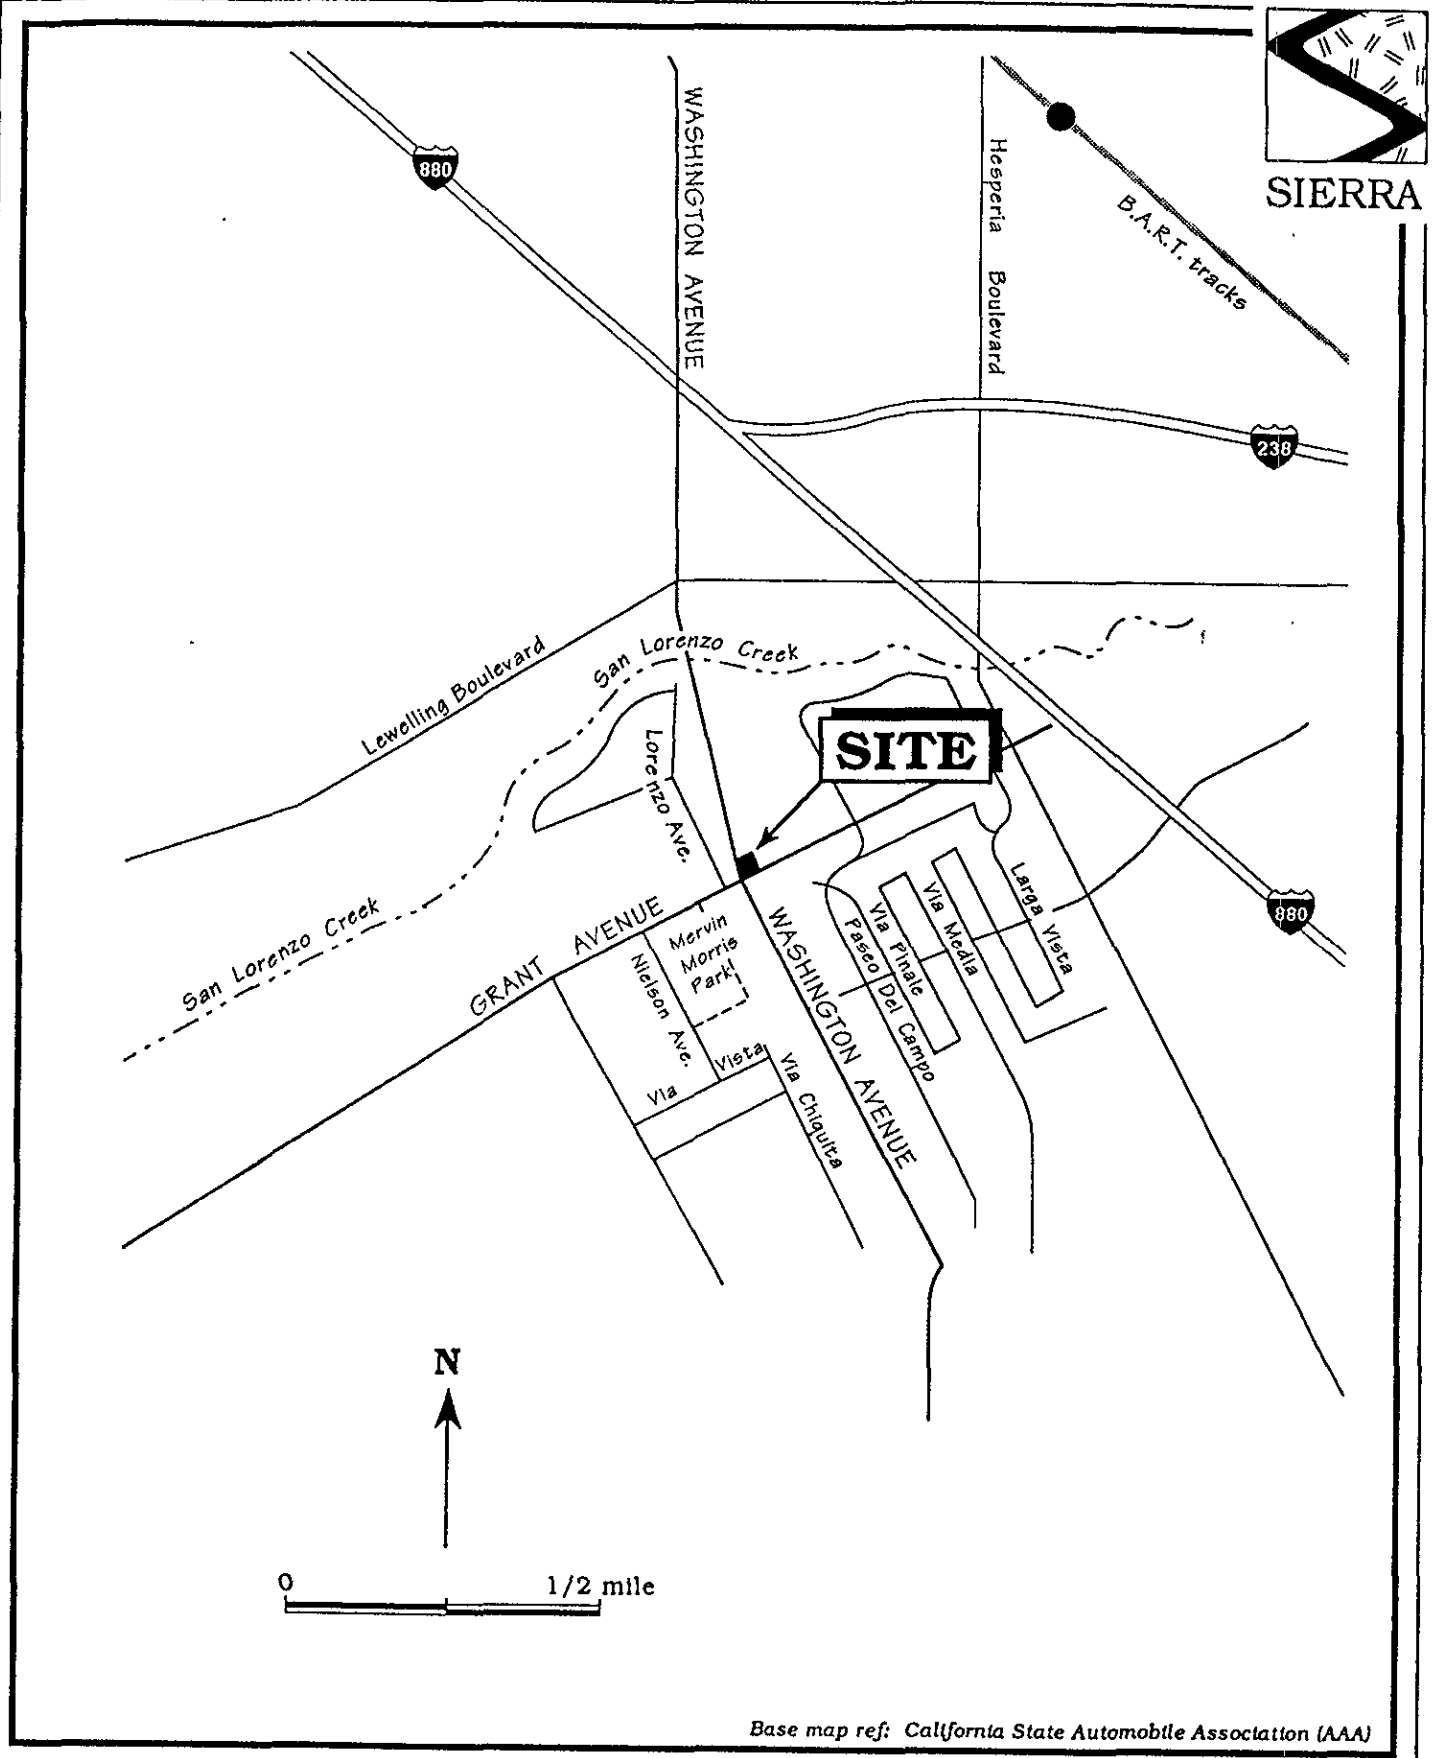 SIERRA
880
WASHINGTON AVENUE
Hesperia Boulevard
B.A.R.T. tracks
238
Lewelling Boulevard
San Lorenzo Creek
SITE
Lorenzo Ave.
San Lorenzo Creek
GRANT AVENUE
Mervin
Morris
Park
Nielson Ave.
WASHINGTON AVENUE
Paseo Del Campo
Via Pinale
Via Media
Larga Vista
880
Via Vista
Via Chiquita
N
0 1/2 mile
Base map ref: California State Automobile Association (AAA)